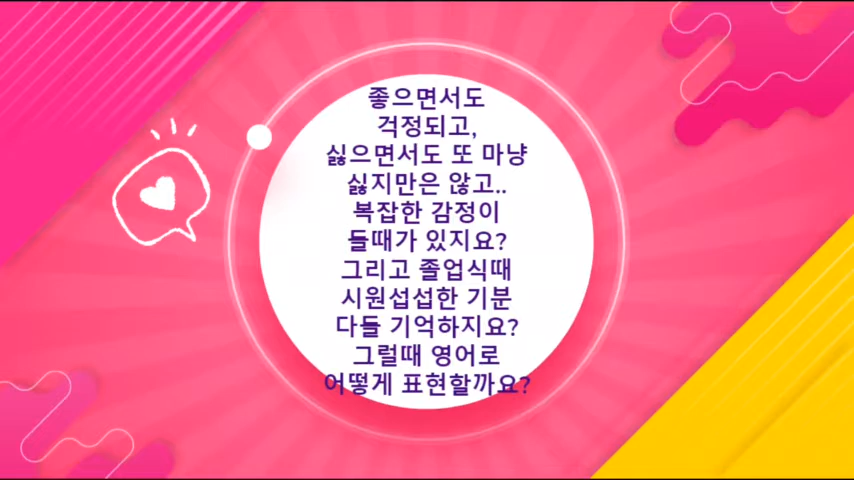 좋으면서도
걱정되고,
싫으면서도 또 마냥
싫지만은 않고..
복잡한 감정이
들때가 있지요?
그리고 졸업식때
시원섭섭한 기분
다들 기억하지요?
그럴때 영어로
어떻게 표현할까요?